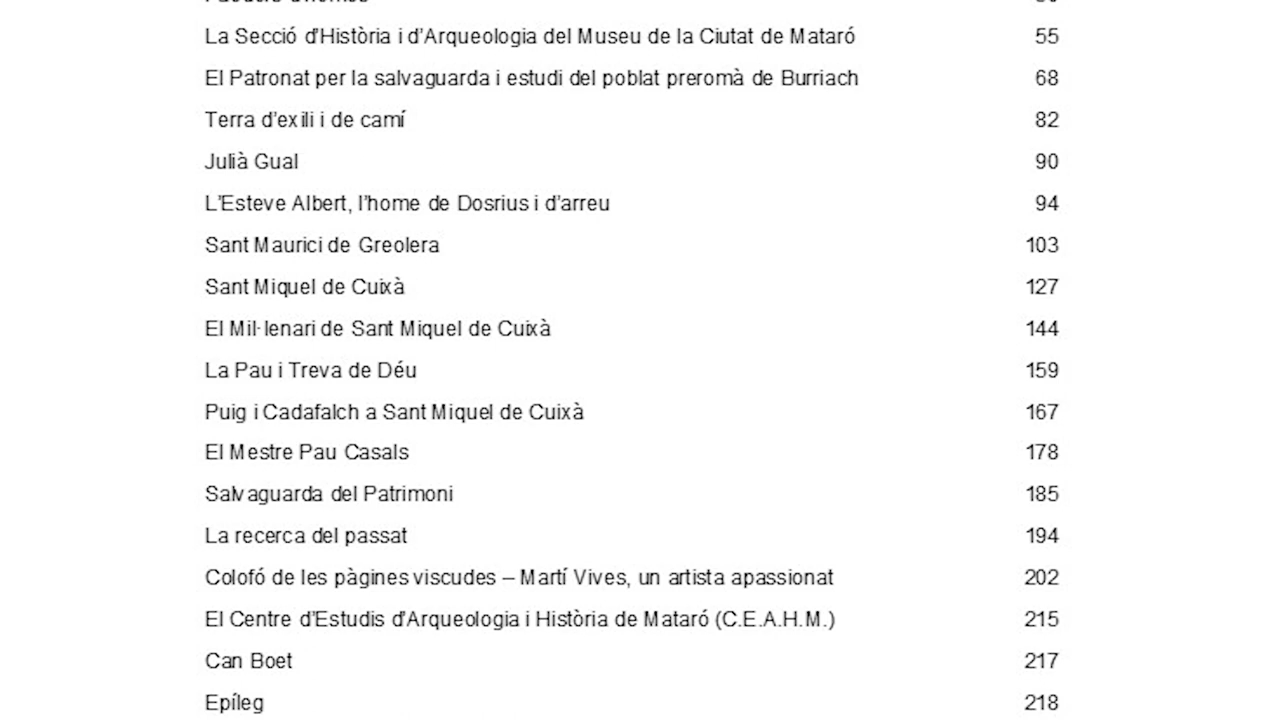 La Secció d'Història i d'Arqueologia del Museu de la Ciutat de Mataró 55
El Patronat per la salvaguarda i estudi del poblat preromà de Burriach 68
Terra d'exili i de camí 82
Julià Gual 90
L'Esteve Albert, l'home de Dosrius i d'arreu 94
Sant Maurici de Greolera 103
Sant Miquel de Cuixà 127
El Mil·lenari de Sant Miquel de Cuixà 144
La Pau i Treva de Déu 159
Puig i Cadafalch a Sant Miquel de Cuixà 167
El Mestre Pau Casals 178
Salvaguarda del Patrimoni 185
La recerca del passat 194
Colofó de les pàgines viscudes – Martí Vives, un artista apassionat 202
El Centre d'Estudis d'Arqueologia i Història de Mataró (C.E.A.H.M.) 215
Can Boet 217
Epíleg 218